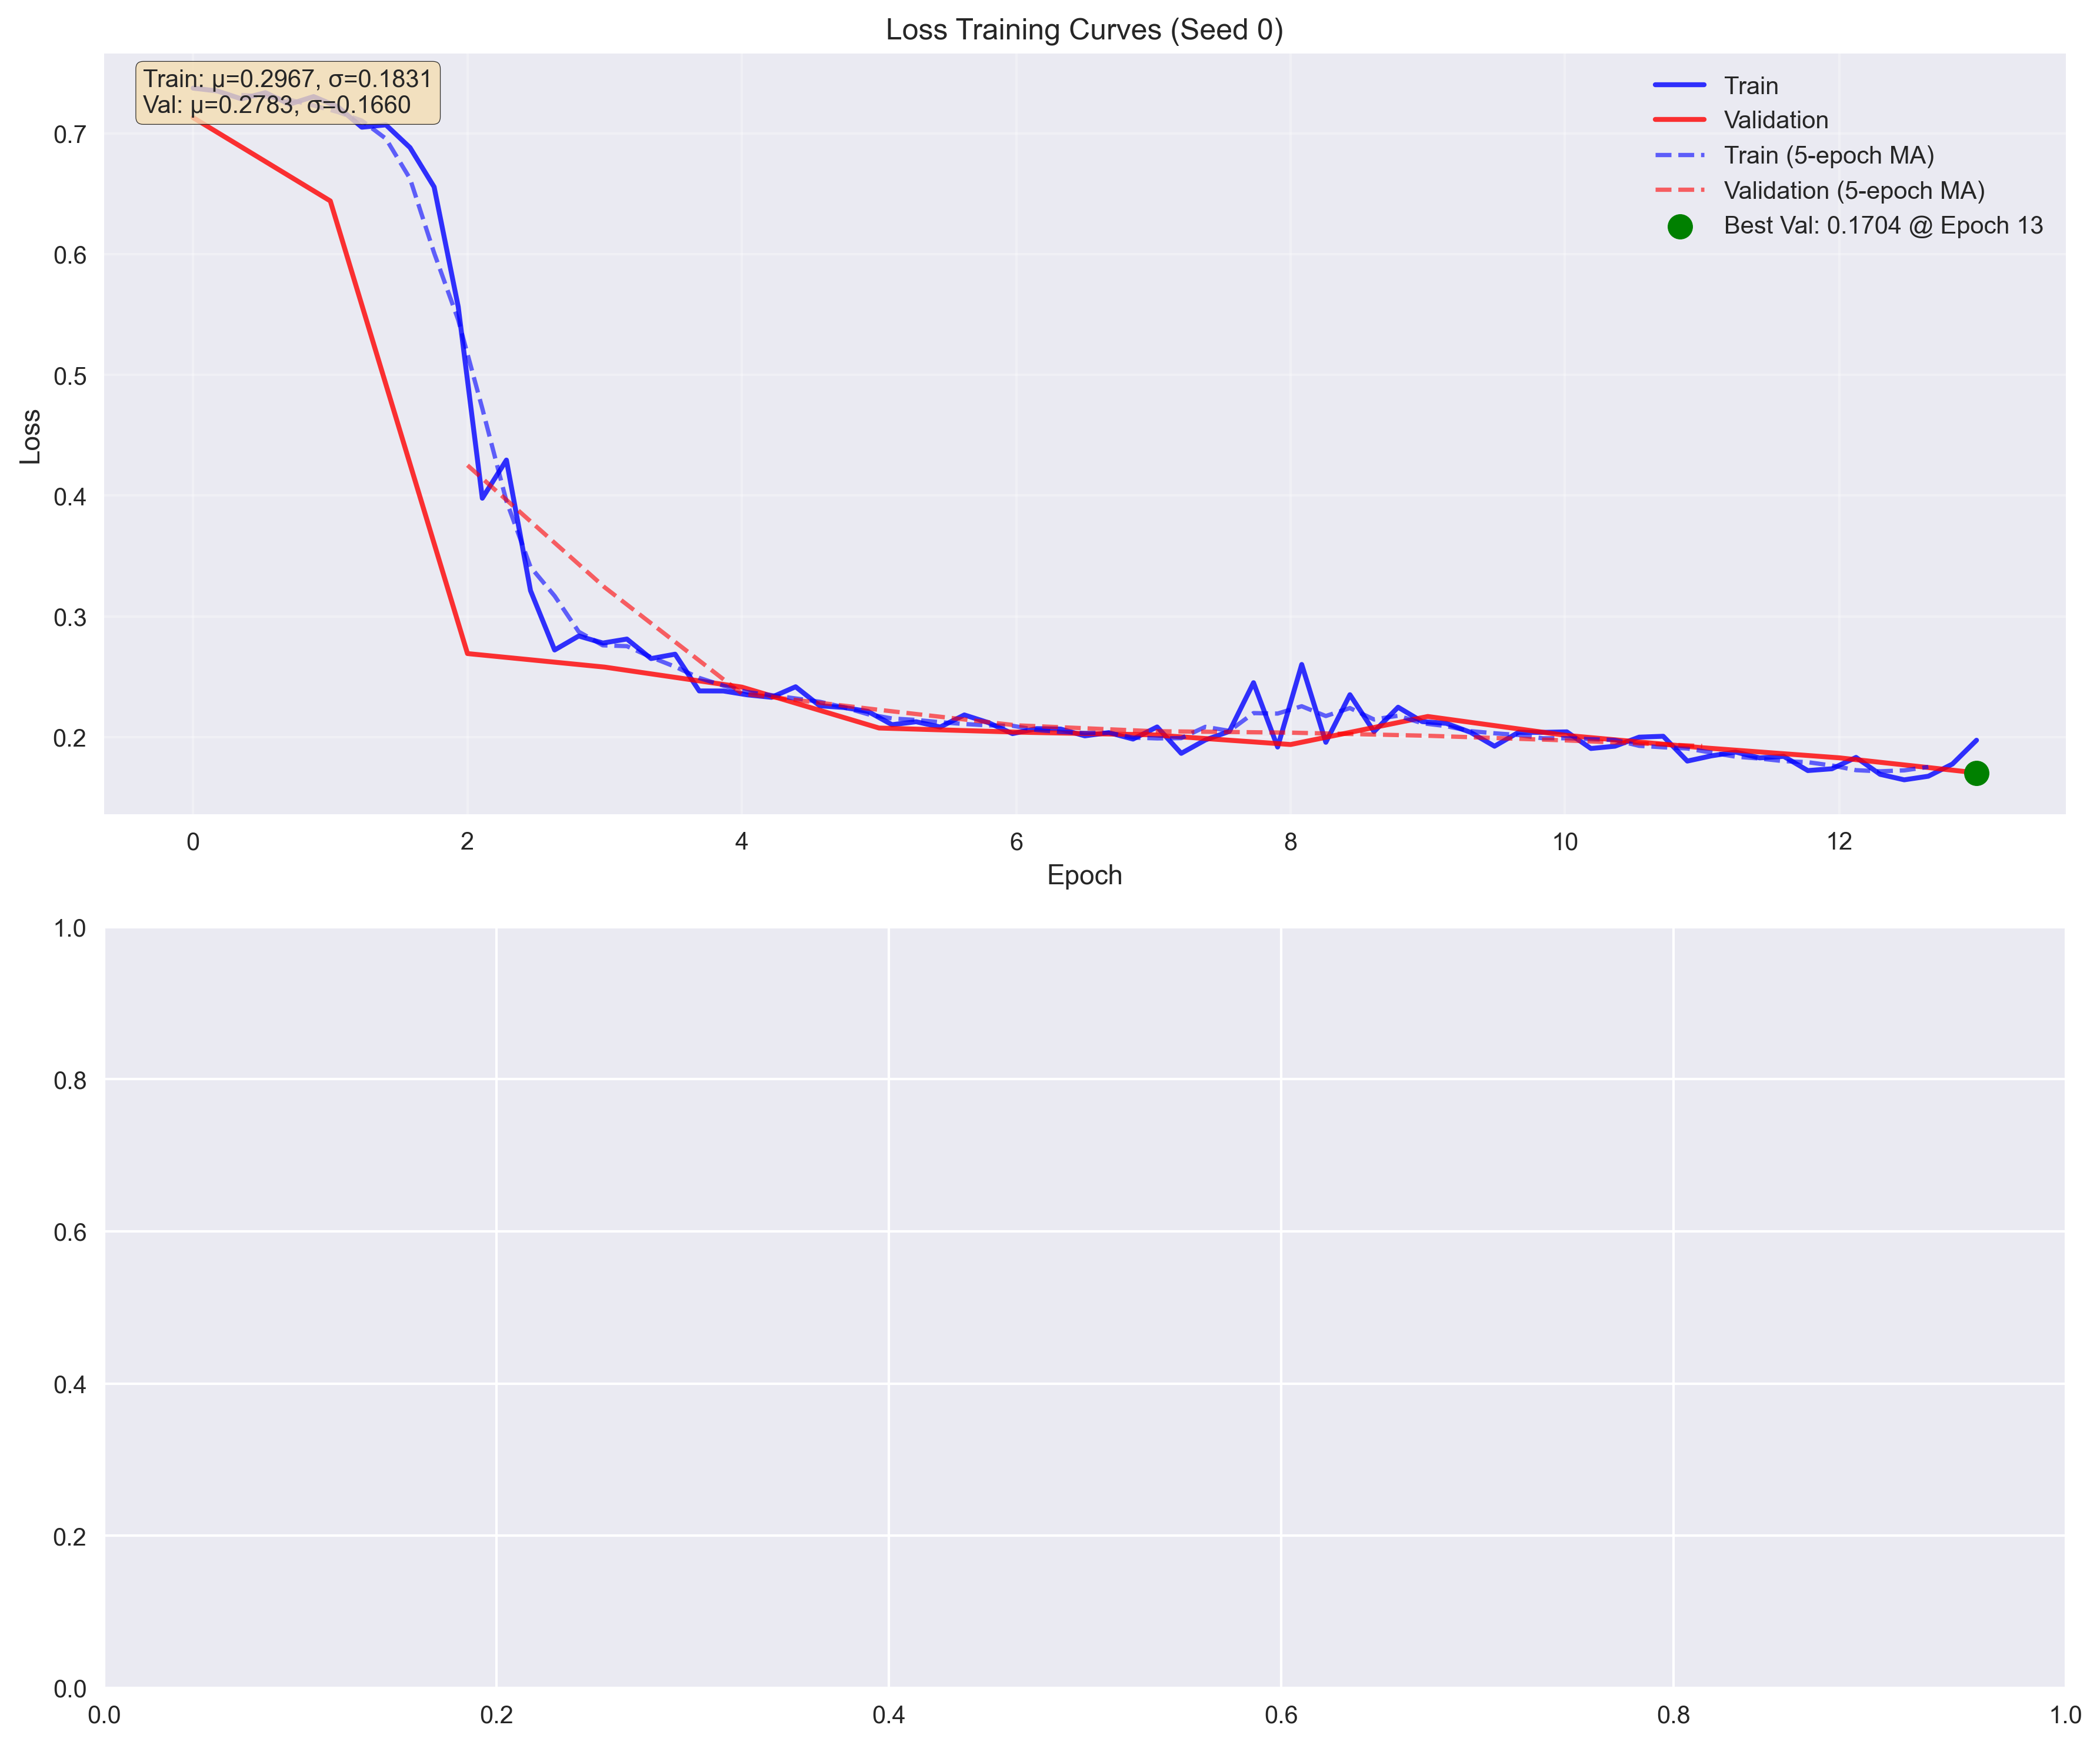 Loss Training Curves (Seed 0)
Train: μ=0.2967, σ=0.1831
Val: μ=0.2783, σ=0.1660
Train
Validation
Train (5-epoch MA)
Validation (5-epoch MA)
Best Val: 0.1704 @ Epoch 13
Loss
0.7
0.6
0.5
0.4
0.3
0.2
0 2 4 6 8 10 12
Epoch
1.0
0.8
0.6
0.4
0.2
0.0
0.0 0.2 0.4 0.6 0.8 1.0